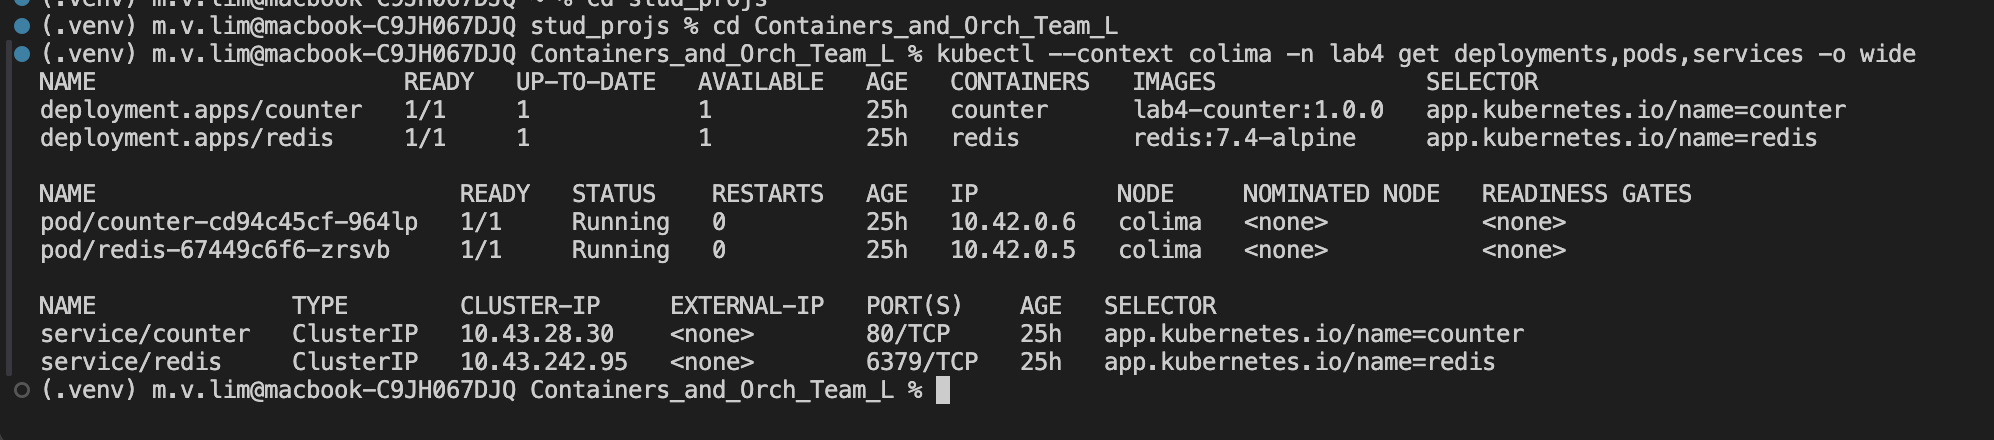 (.venv) m.v.lim@macbook-C9JH067DJQ ~ % cd stud_projs
(.venv) m.v.lim@macbook-C9JH067DJQ stud_projs % cd Containers_and_Orch_Team_L
(.venv) m.v.lim@macbook-C9JH067DJQ Containers_and_Orch_Team_L % kubectl --context colima -n lab4 get deployments,pods,services -o wide
NAME READY UP-TO-DATE AVAILABLE AGE CONTAINERS IMAGES SELECTOR
deployment.apps/counter 1/1 1 1 25h counter lab4-counter:1.0.0 app.kubernetes.io/name=counter
deployment.apps/redis 1/1 1 1 25h redis redis:7.4-alpine app.kubernetes.io/name=redis
NAME READY STATUS RESTARTS AGE IP NODE NOMINATED NODE READINESS GATES
pod/counter-cd94c45cf-964lp 1/1 Running 0 25h 10.42.0.6 colima <none> <none>
pod/redis-67449c6f6-zrsvb 1/1 Running 0 25h 10.42.0.5 colima <none> <none>
NAME TYPE CLUSTER-IP EXTERNAL-IP PORT(S) AGE SELECTOR
service/counter ClusterIP 10.43.28.30 <none> 80/TCP 25h app.kubernetes.io/name=counter
service/redis ClusterIP 10.43.242.95 <none> 6379/TCP 25h app.kubernetes.io/name=redis
(.venv) m.v.lim@macbook-C9JH067DJQ Containers_and_Orch_Team_L %